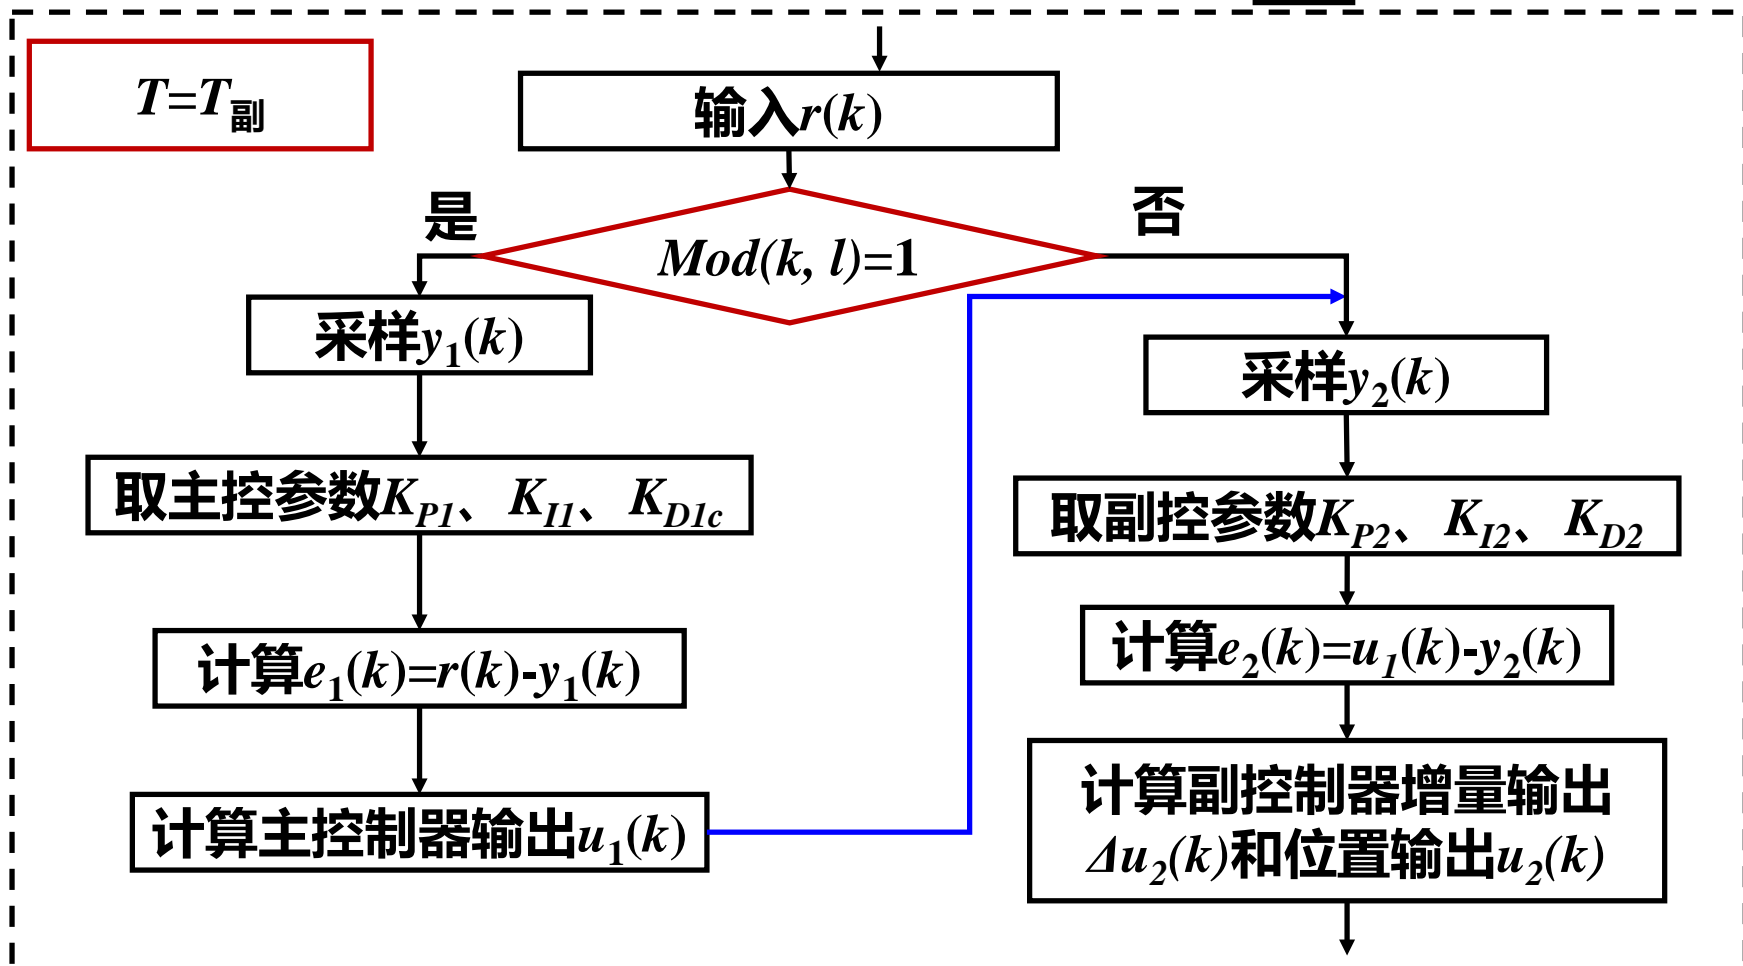 T=T副
输入r(k)
是
否
Mod(k, l)=1
采样y1(k)
取主控参数KP1、KI1、KD1c
计算e1(k)=r(k)-y1(k)
计算主控制器输出u1(k)
采样y2(k)
取副控参数KP2、KI2、KD2
计算e2(k)=u1(k)-y2(k)
计算副控制器增量输出
Δu2(k)和位置输出u2(k)